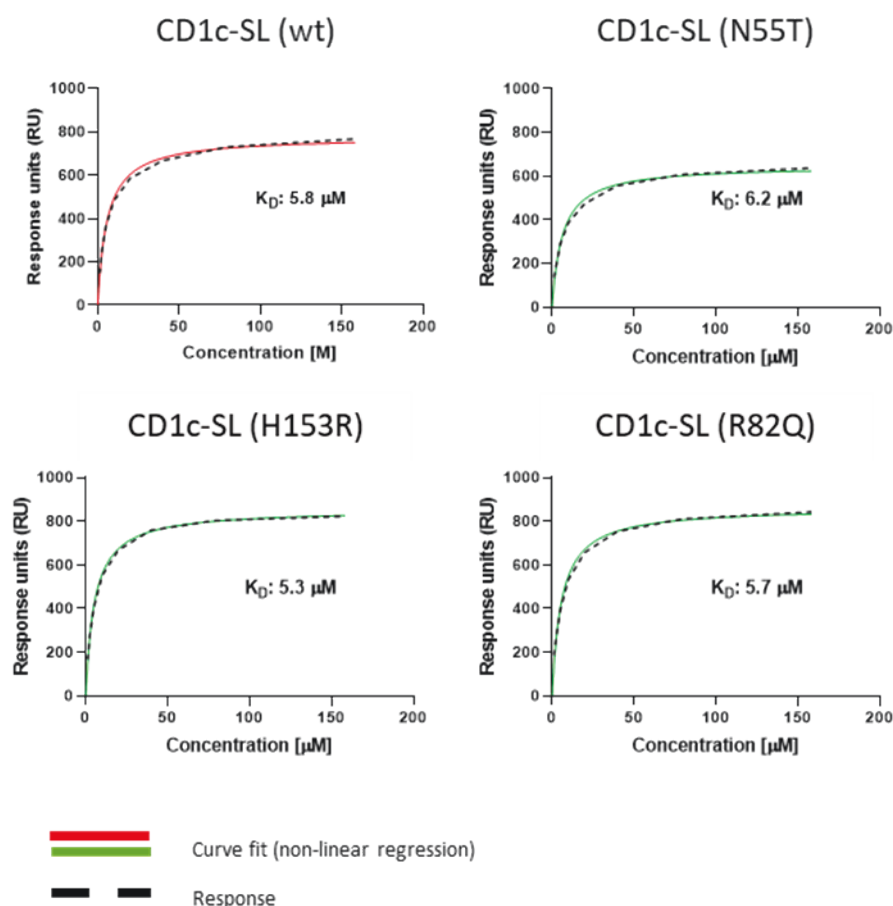 CD1c-SL (wt)
CD1c-SL (N55T)
Response units (RU)
1000
800
600
400
200
0
K_D: 5.8 µM
0 50 100 150 200
Concentration [M]
Response units (RU)
1000
800
600
400
200
0
K_D: 6.2 µM
0 50 100 150 200
Concentration [µM]
CD1c-SL (H153R)
CD1c-SL (R82Q)
Response units (RU)
1000
800
600
400
200
0
K_D: 5.3 µM
0 50 100 150 200
Concentration [µM]
Response units (RU)
1000
800
600
400
200
0
K_D: 5.7 µM
0 50 100 150 200
Concentration [µM]
Curve fit (non-linear regression)
Response